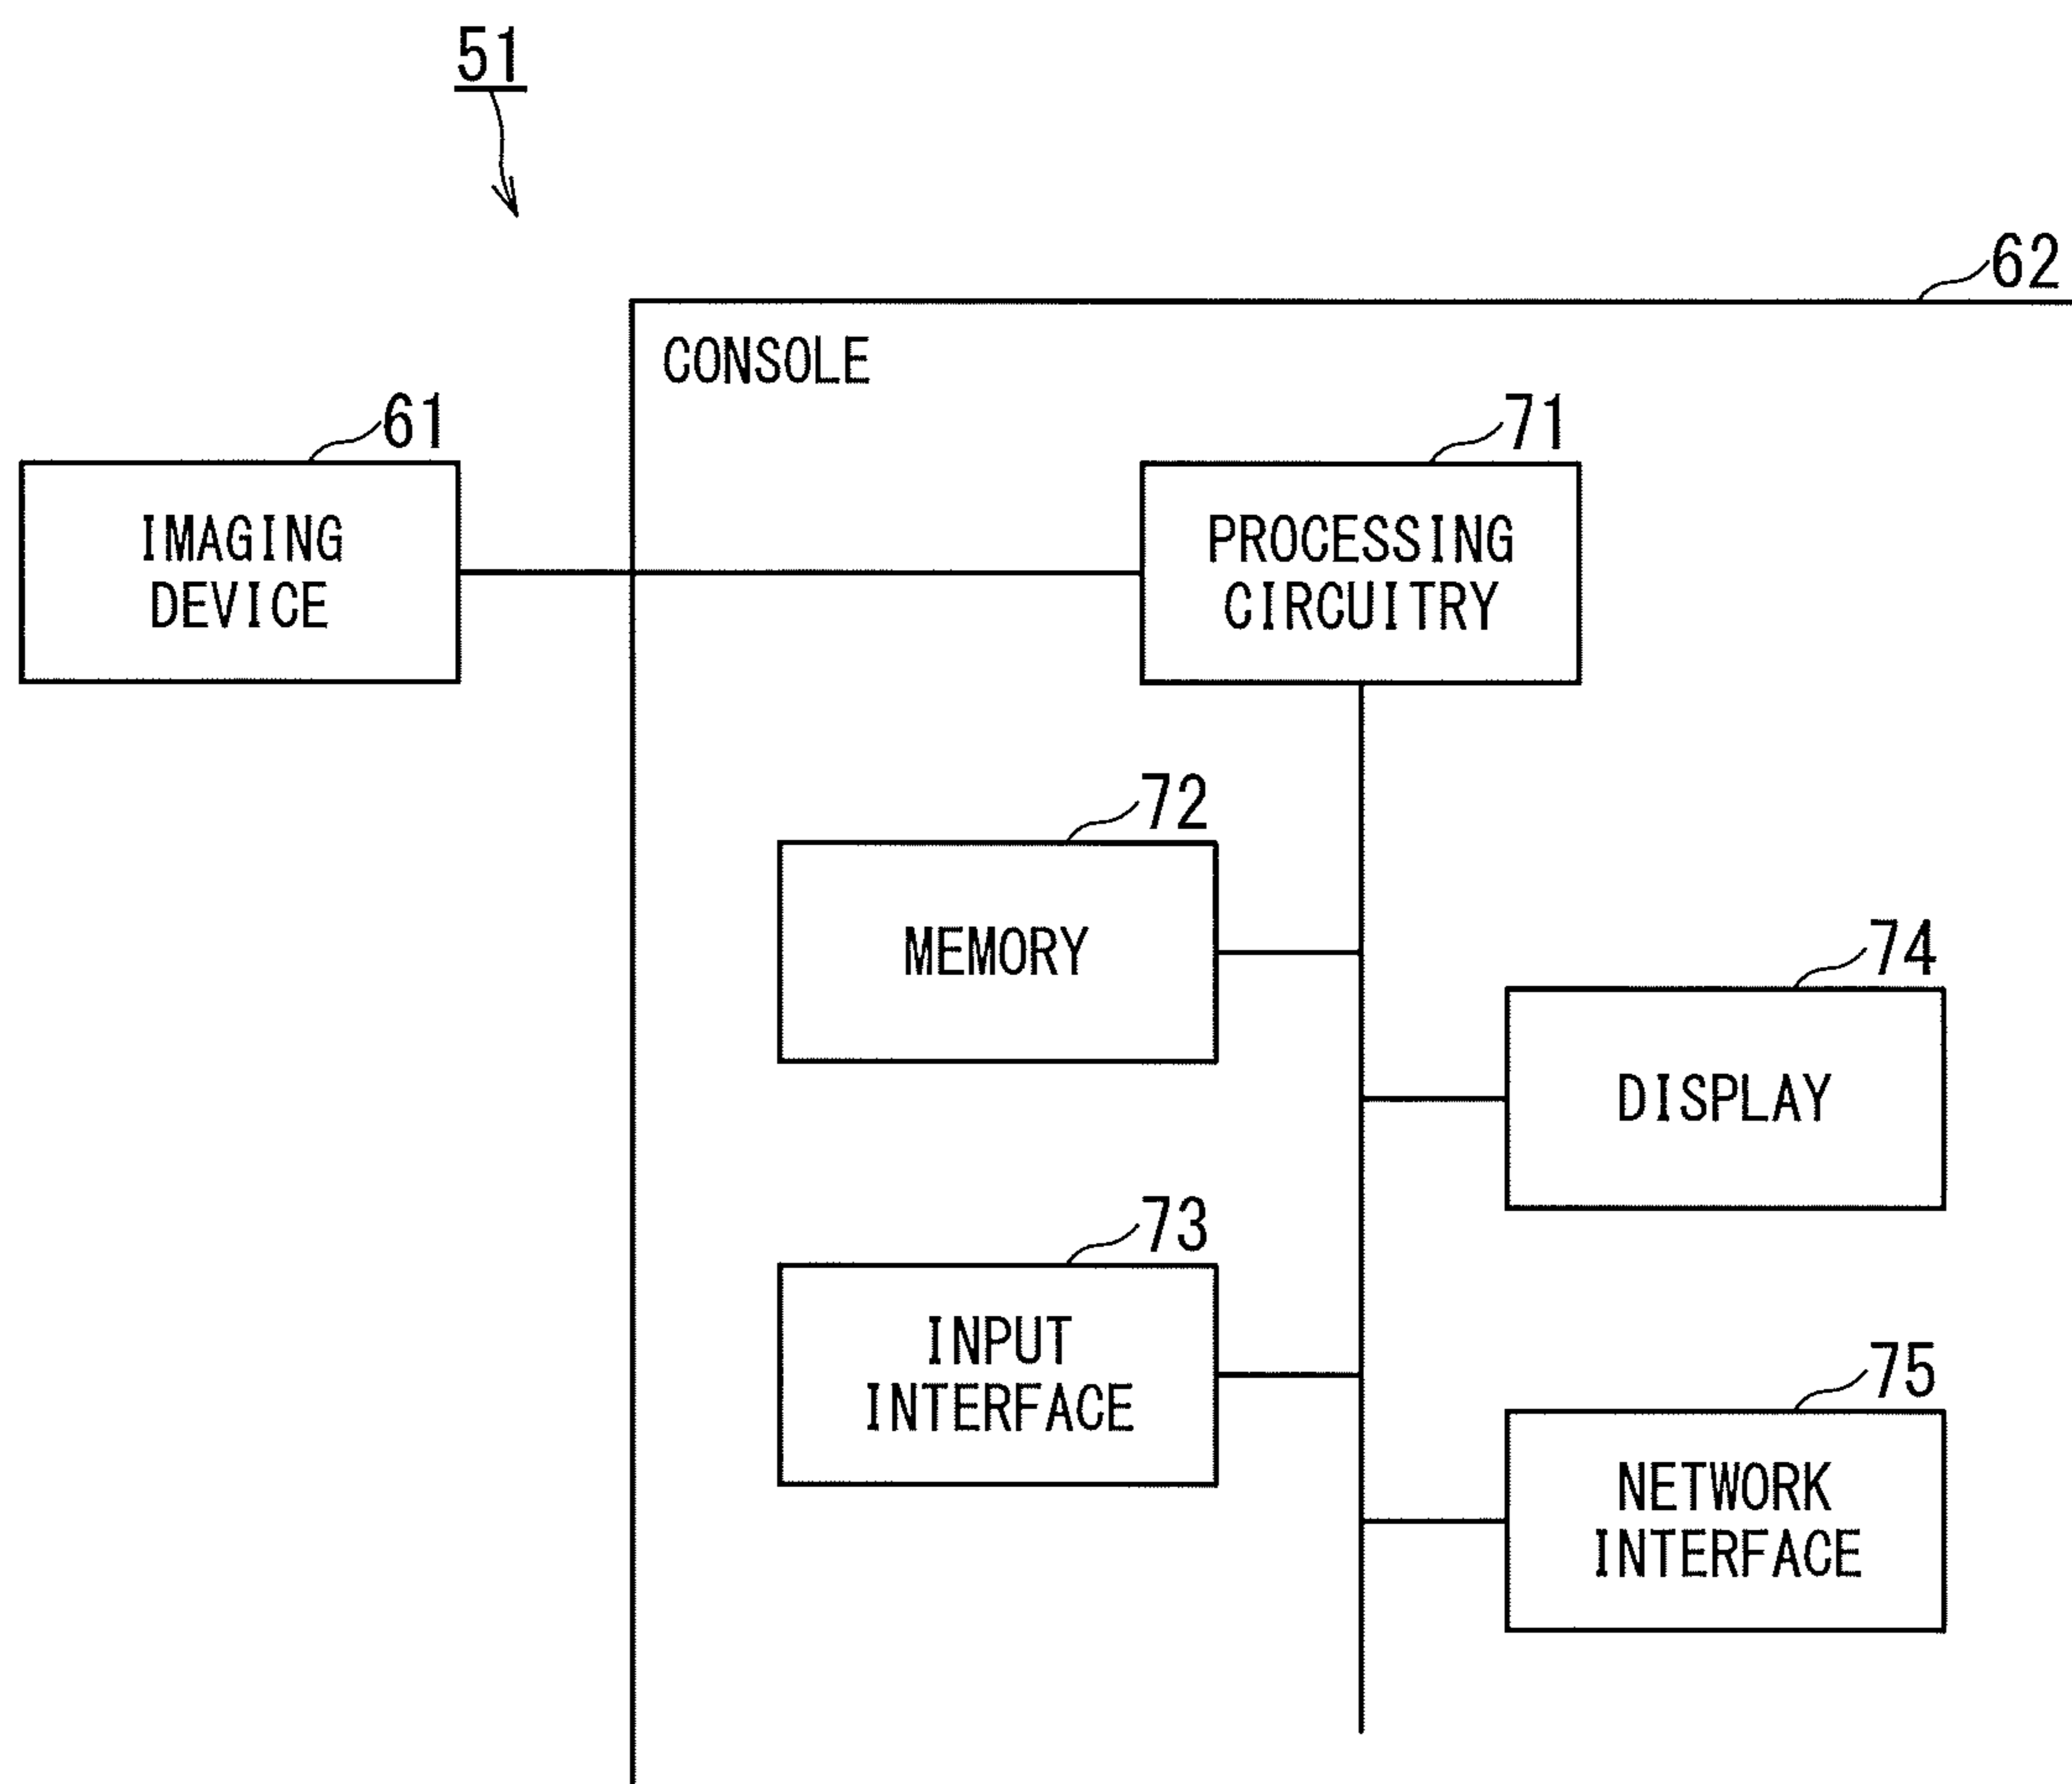 51
62
CONSOLE
61
71
IMAGING
DEVICE
PROCESSING
CIRCUITRY
72
MEMORY
74
DISPLAY
73
INPUT
INTERFACE
75
NETWORK
INTERFACE